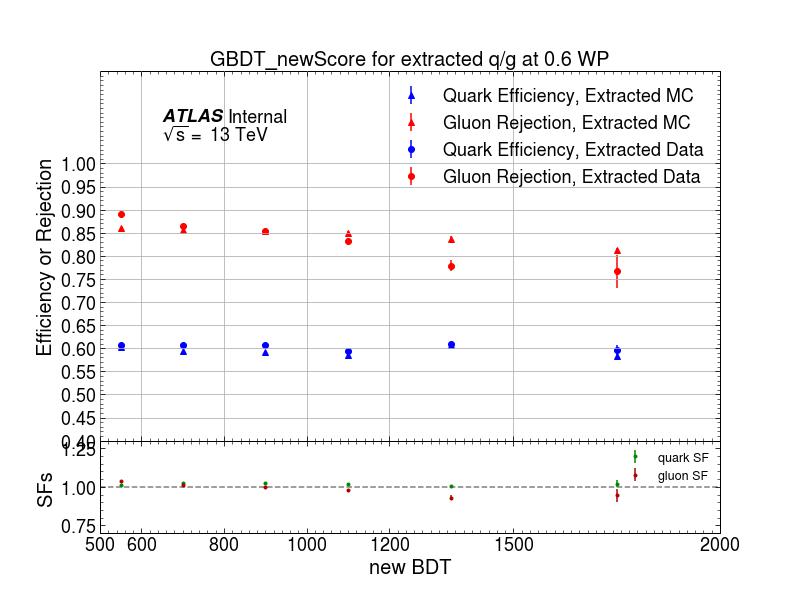 GBDT_newScore for extracted q/g at 0.6 WP
ATLAS Internal
√s = 13 TeV
Quark Efficiency, Extracted MC
Gluon Rejection, Extracted MC
Quark Efficiency, Extracted Data
Gluon Rejection, Extracted Data
Efficiency or Rejection
1.00
0.95
0.90
0.85
0.80
0.75
0.70
0.65
0.60
0.55
0.50
0.45
0.40
SFs
1.25
1.00
0.75
quark SF
gluon SF
500 600 800 1000 1200 1500 2000
new BDT